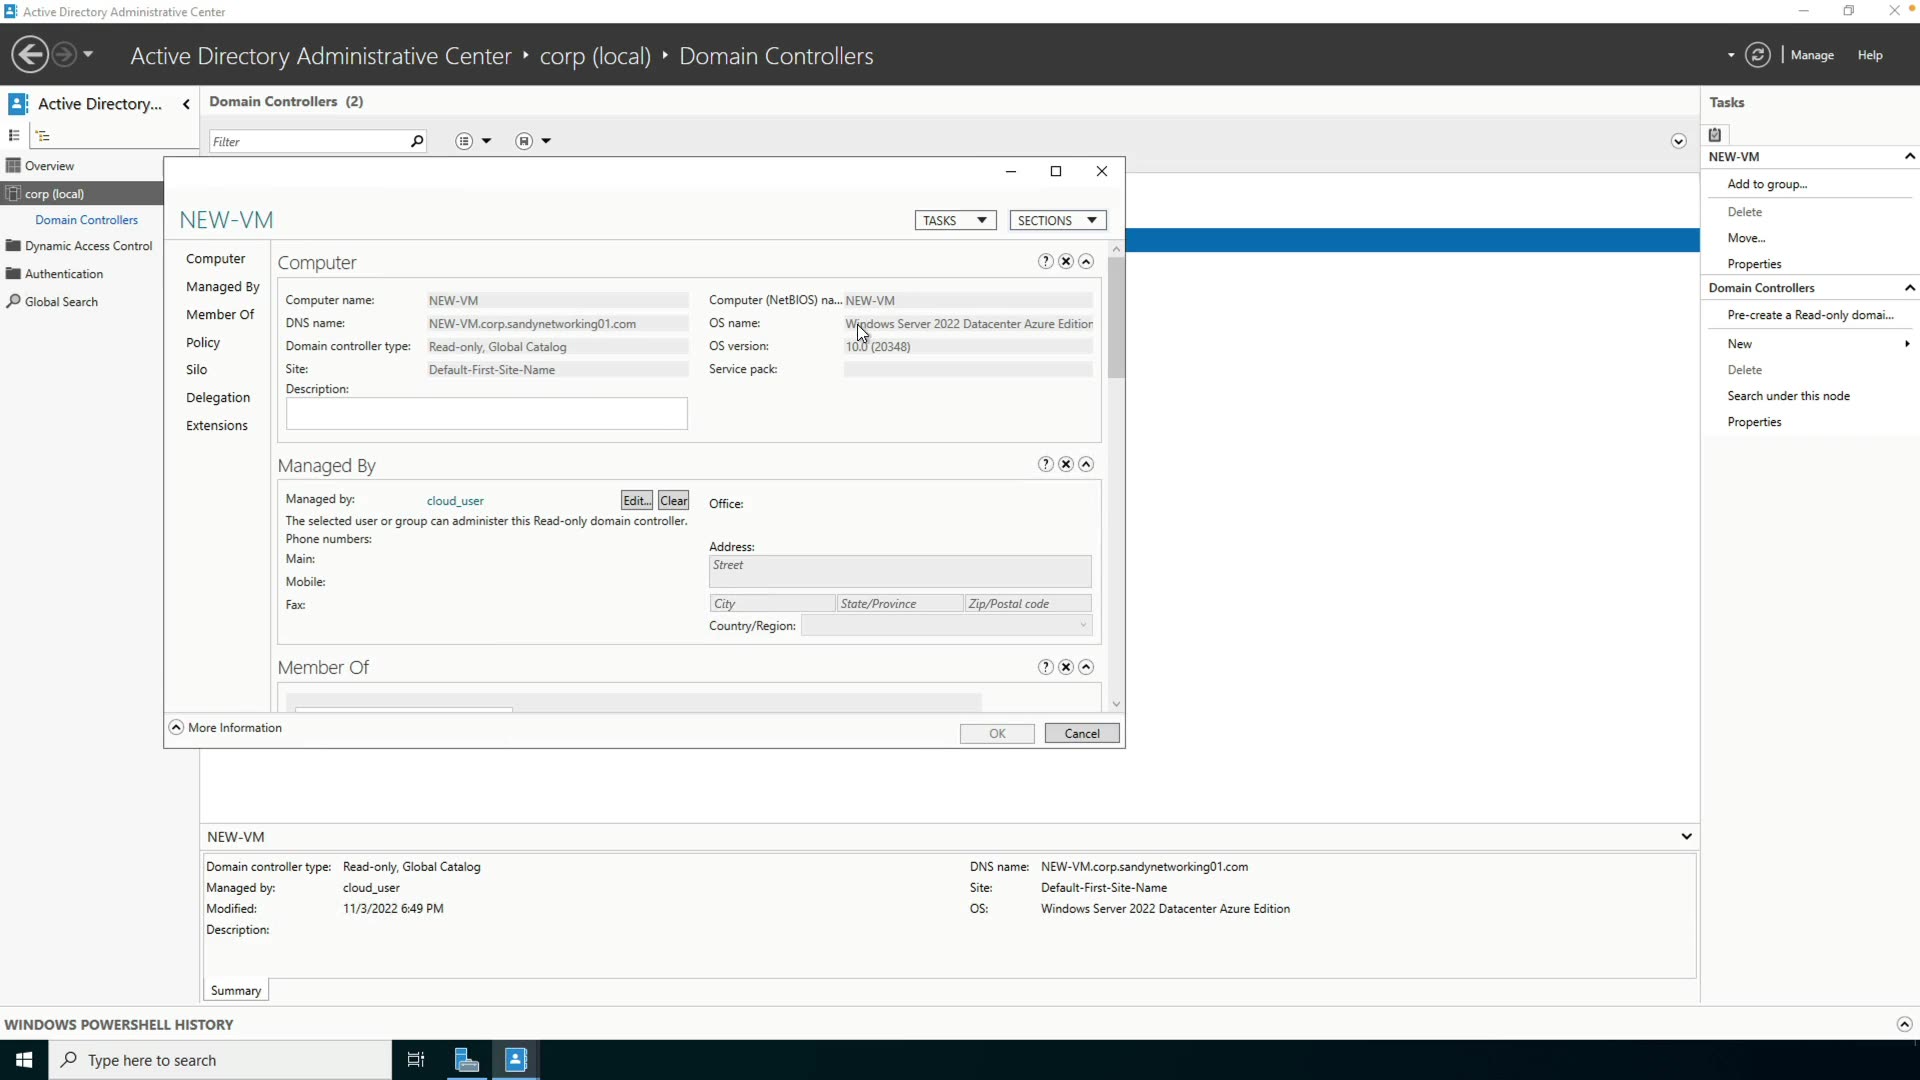 Active Directory Administrative Center
Active Directory Administrative Center ‣ corp (local) ‣ Domain Controllers
Manage
Help
Active Directory...
Domain Controllers (2)
Tasks
Filter
Overview
corp (local)
Domain Controllers
Dynamic Access Control
Authentication
Global Search
NEW-VM
Add to group...
Delete
Move...
Properties
Domain Controllers
Pre-create a Read-only domai...
New
Delete
Search under this node
Properties
NEW-VM
TASKS
SECTIONS
Computer
Managed By
Member Of
Policy
Silo
Delegation
Extensions
Computer
Computer name: NEW-VM
Computer (NetBIOS) na... NEW-VM
DNS name: NEW-VM.corp.sandynetworking01.com
OS name: Windows Server 2022 Datacenter Azure Edition
Domain controller type: Read-only, Global Catalog
OS version: 10.0 (20348)
Site: Default-First-Site-Name
Service pack:
Description:
Managed By
Managed by: cloud_user Edit... Clear
Office:
The selected user or group can administer this Read-only domain controller.
Phone numbers:
Address:
Main:
Street
Mobile:
Fax:
City State/Province Zip/Postal code
Country/Region:
Member Of
More Information
OK
Cancel
NEW-VM
Domain controller type: Read-only, Global Catalog
DNS name: NEW-VM.corp.sandynetworking01.com
Managed by: cloud_user
Site: Default-First-Site-Name
Modified: 11/3/2022 6:49 PM
OS: Windows Server 2022 Datacenter Azure Edition
Description:
Summary
WINDOWS POWERSHELL HISTORY
Type here to search